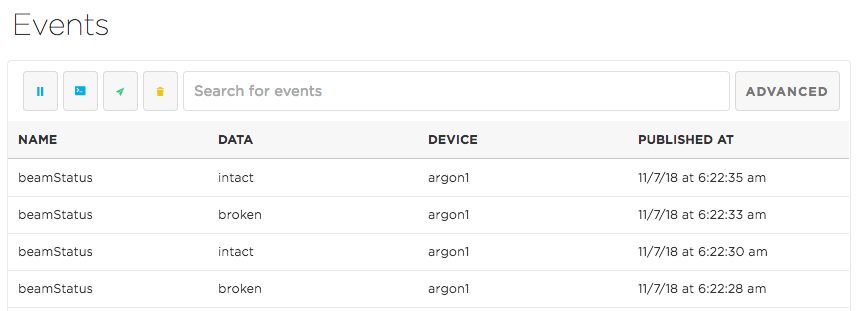 Events
Search for events ADVANCED
NAME DATA DEVICE PUBLISHED AT
beamStatus intact argon1 11/7/18 at 6:22:35 am
beamStatus broken argon1 11/7/18 at 6:22:33 am
beamStatus intact argon1 11/7/18 at 6:22:30 am
beamStatus broken argon1 11/7/18 at 6:22:28 am